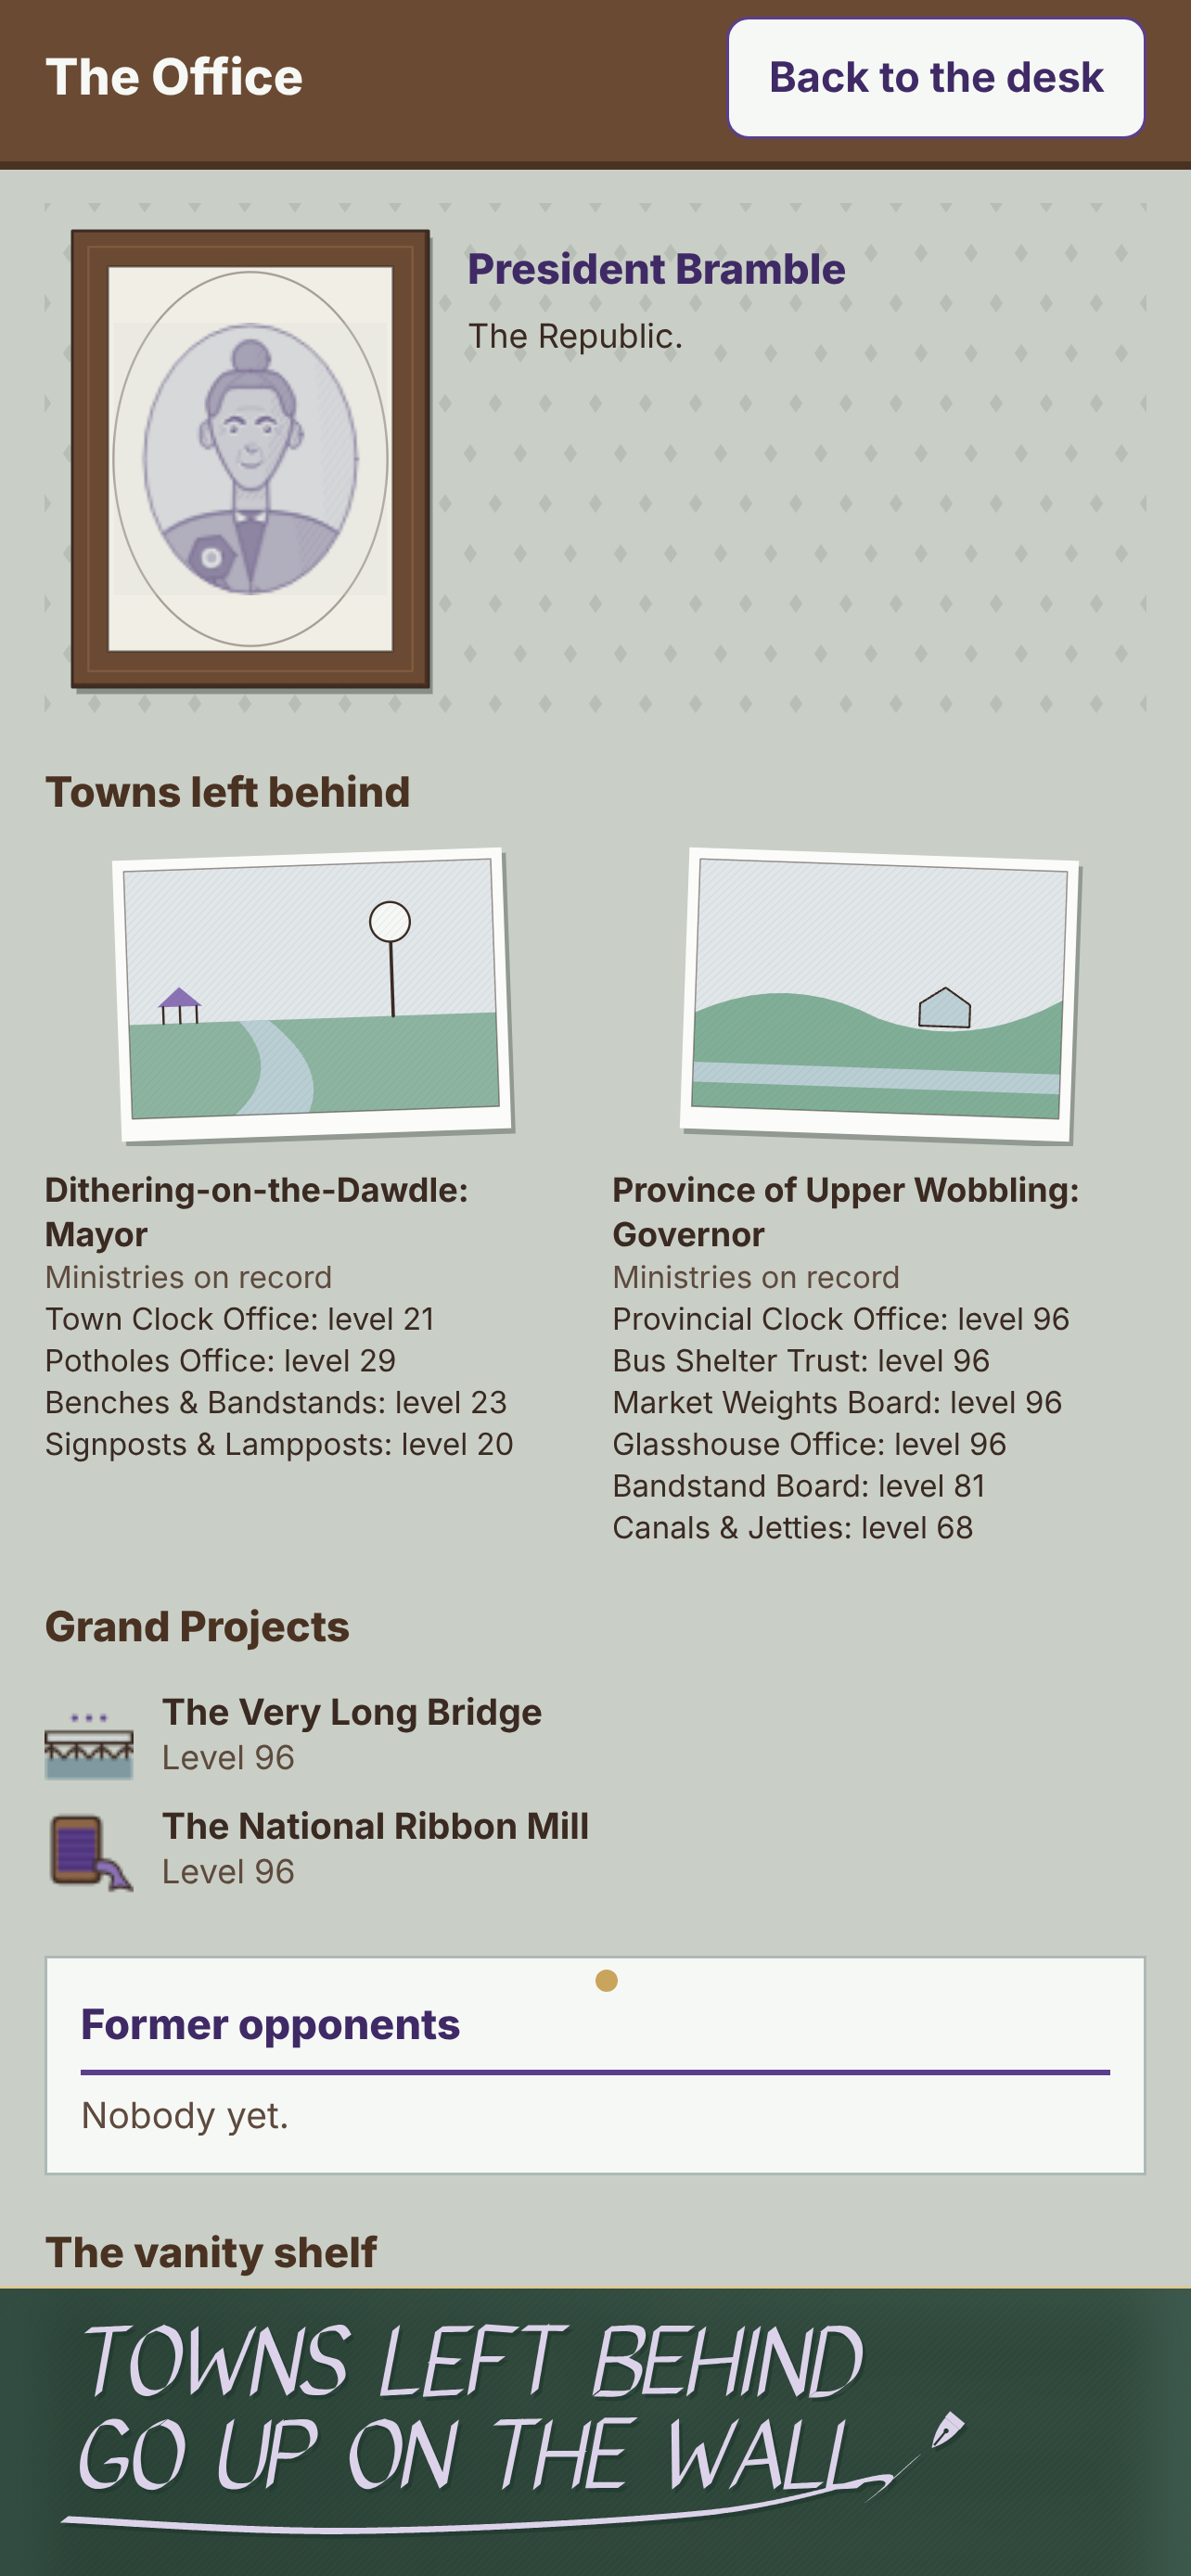 The Office
Back to the desk
President Bramble
The Republic.
Towns left behind
Dithering-on-the-Dawdle:
Mayor
Ministries on record
Town Clock Office: level 21
Potholes Office: level 29
Benches & Bandstands: level 23
Signposts & Lampposts: level 20
Province of Upper Wobbling:
Governor
Ministries on record
Provincial Clock Office: level 96
Bus Shelter Trust: level 96
Market Weights Board: level 96
Glasshouse Office: level 96
Bandstand Board: level 81
Canals & Jetties: level 68
Grand Projects
The Very Long Bridge
Level 96
The National Ribbon Mill
Level 96
Former opponents
Nobody yet.
The vanity shelf
TOWNS LEFT BEHIND
GO UP ON THE WALL